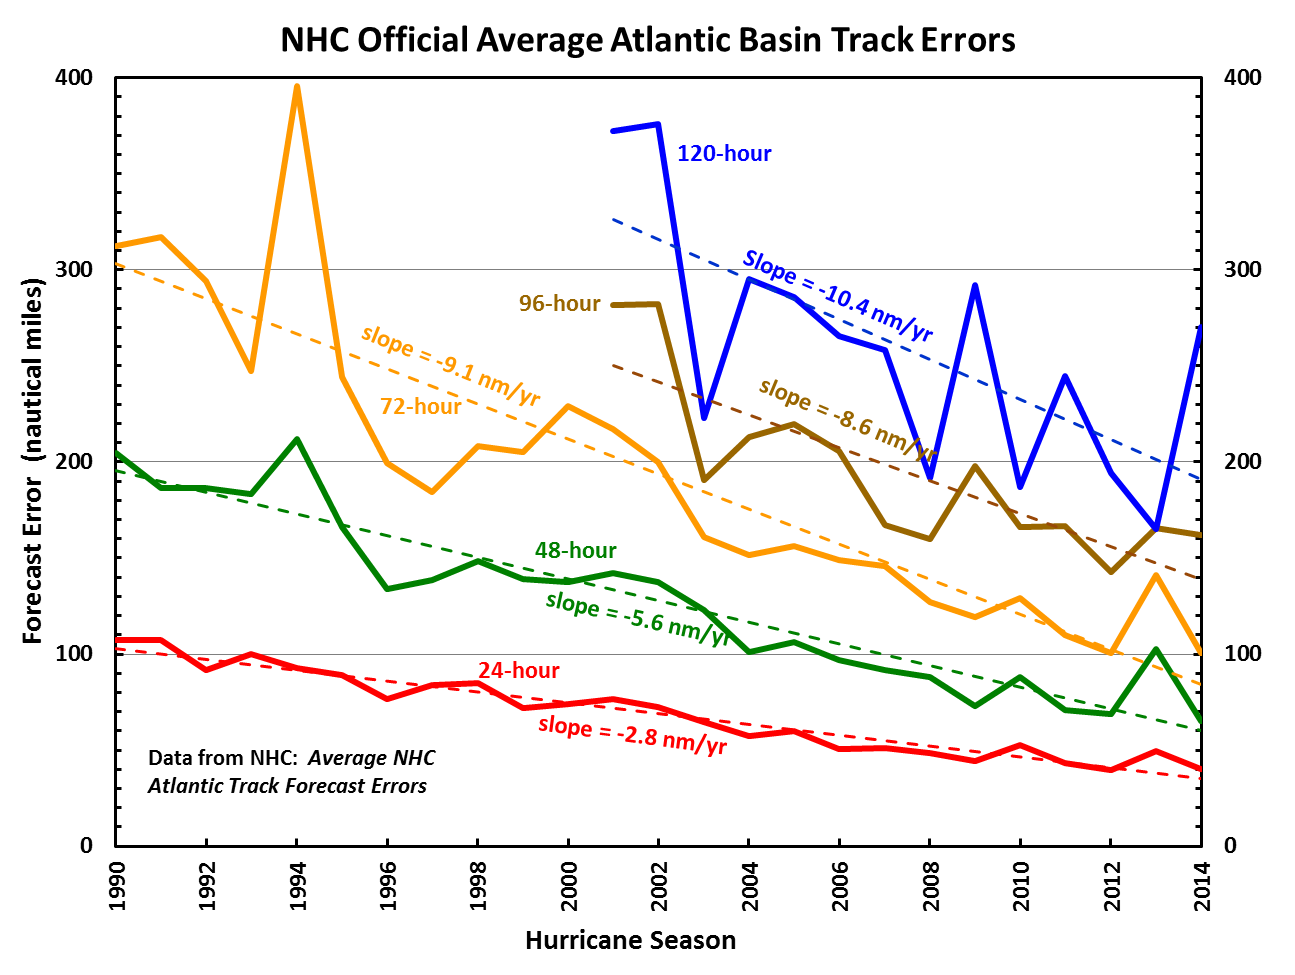 NHC Official Average Atlantic Basin Track Errors
400
400
120-hour
Slope = -10.4 nm/yr
300
300
96-hour
slope = -9.1 nm/yr
72-hour
slope = -8.6 nm/yr
200
200
48-hour
slope = -5.6 nm/yr
100
100
24-hour
slope = -2.8 nm/yr
Data from NHC: Average NHC
Atlantic Track Forecast Errors
0
0
Forecast Error (nautical miles)
1990
1992
1994
1996
1998
2000
2002
2004
2006
2008
2010
2012
2014
Hurricane Season